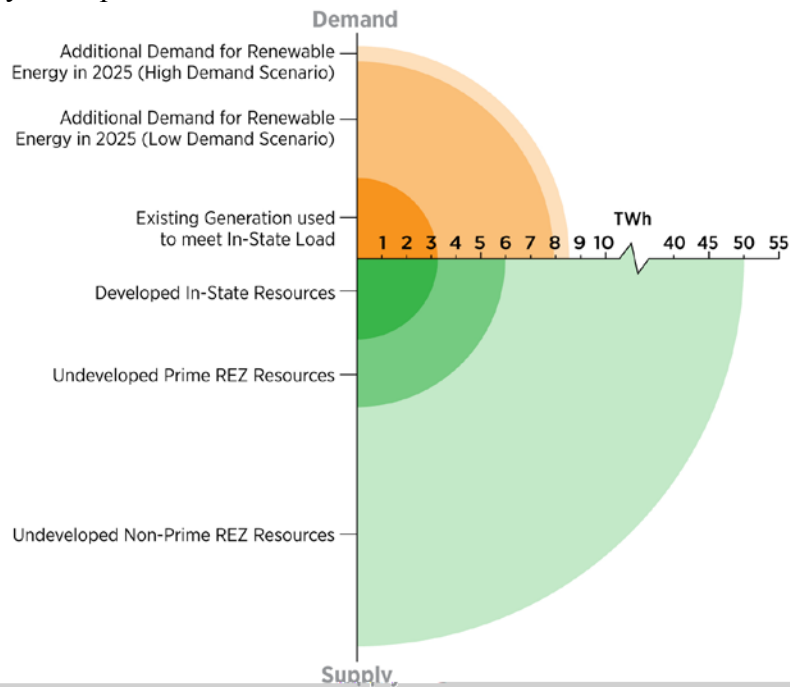 Demand
Additional Demand for Renewable
Energy in 2025 (High Demand Scenario)
Additional Demand for Renewable
Energy in 2025 (Low Demand Scenario)
Existing Generation used
to meet In-State Load
TWh
1 2 3 4 5 6 7 8 9 10 40 45 50 55
Developed In-State Resources
Undeveloped Prime REZ Resources
Undeveloped Non-Prime REZ Resources
Supply